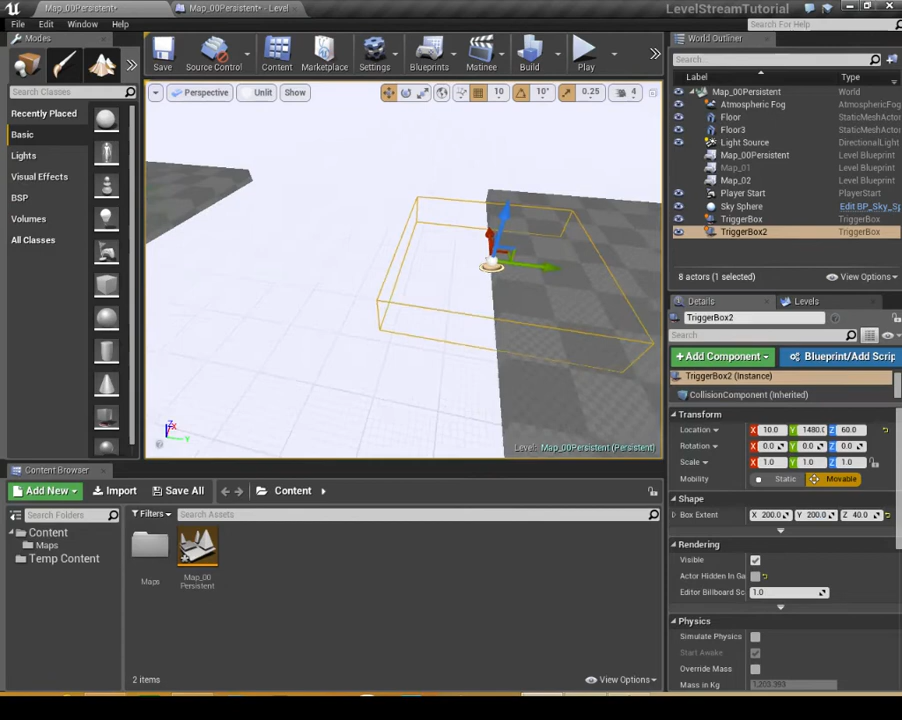 Map_00Persistent*
Map_00Persistent* - Level
LevelStreamTutorial
File Edit Window Help
Search For Help
Modes
Search Classes
Recently Placed
Basic
Lights
Visual Effects
BSP
Volumes
All Classes
Save
Source Control
Content
Marketplace
Settings
Blueprints
Matinee
Build
Play
Perspective
Unlit
Show
10
10°
0.25
4
Level: Map_00Persistent (Persistent)
World Outliner
Search...
Label Type
Map_00Persistent World
Atmospheric Fog AtmosphericFog
Floor StaticMeshActor
Floor3 StaticMeshActor
Light Source DirectionalLight
Map_00Persistent Level Blueprint
Map_01 Level Blueprint
Map_02 Level Blueprint
Player Start PlayerStart
Sky Sphere Edit BP_Sky_Sp
TriggerBox TriggerBox
TriggerBox2 TriggerBox
8 actors (1 selected)
View Options
Details
Levels
TriggerBox2
Search
+Add Component
Blueprint/Add Scrip
TriggerBox2 (Instance)
CollisionComponent (Inherited)
Transform
Location X 10.0 Y 1480.0 Z 60.0
Rotation X 0.0 Y 0.0 Z 0.0
Scale X 1.0 Y 1.0 Z 1.0
Mobility Static Movable
Shape
Box Extent X 200.0 Y 200.0 Z 40.0
Rendering
Visible
Actor Hidden In Ga
Editor Billboard Sc 1.0
Physics
Simulate Physics
Start Awake
Override Mass
Mass in Kg 1,203.393
Content Browser
Add New
Import
Save All
Content
Search Folders
Content
Maps
Temp Content
Filters
Search Assets
Maps
Map_00
Persistent
2 items
View Options